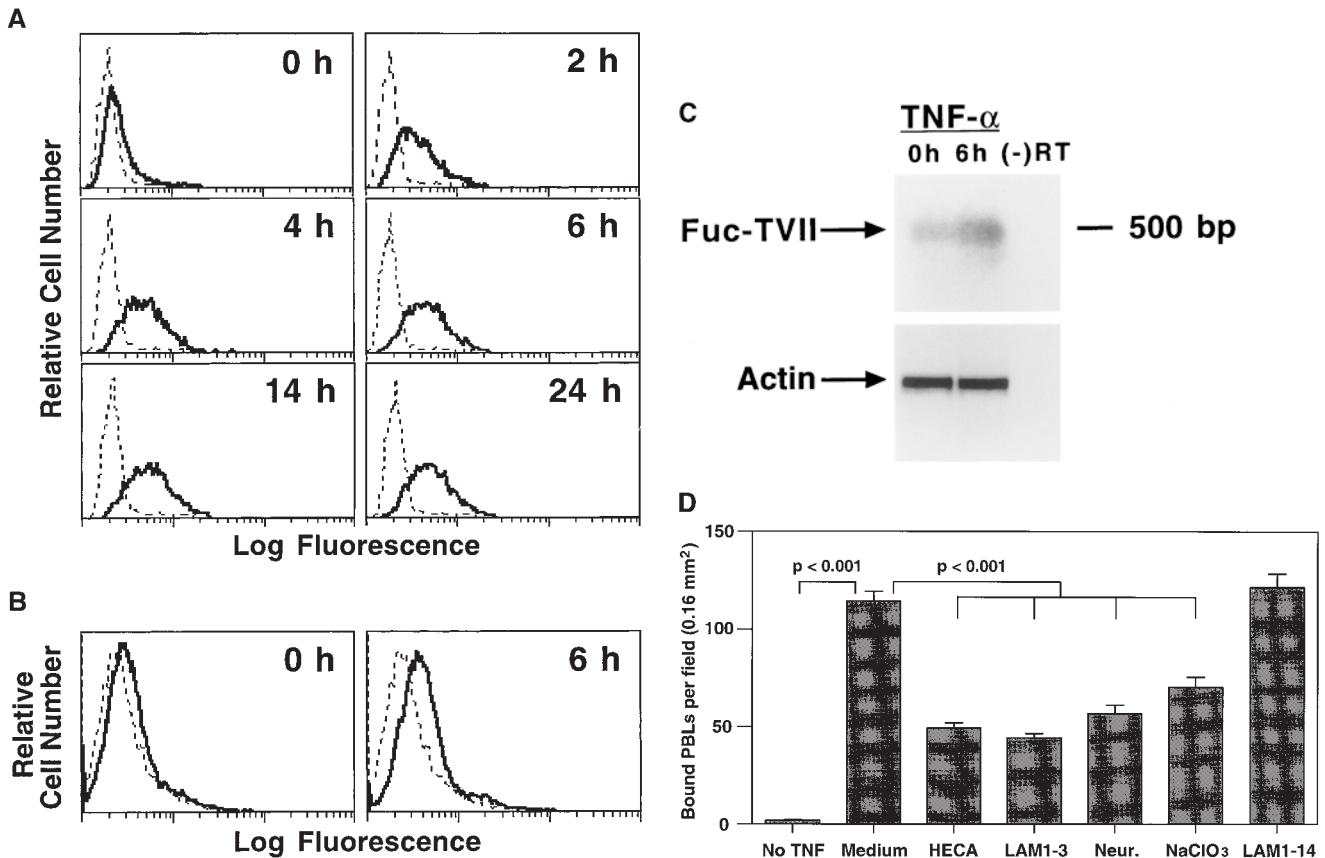 A
0 h
2 h
4 h
6 h
14 h
24 h
Relative Cell Number
Log Fluorescence
B
0 h
6 h
Relative
Cell Number
Log Fluorescence
C
TNF-α
0h 6h (-)RT
Fuc-TVII
500 bp
Actin
D
Bound PBLs per field (0.16 mm²)
150
100
50
0
p < 0.001
p < 0.001
No TNF Medium HECA LAM1-3 Neur. NaClO₃ LAM1-14